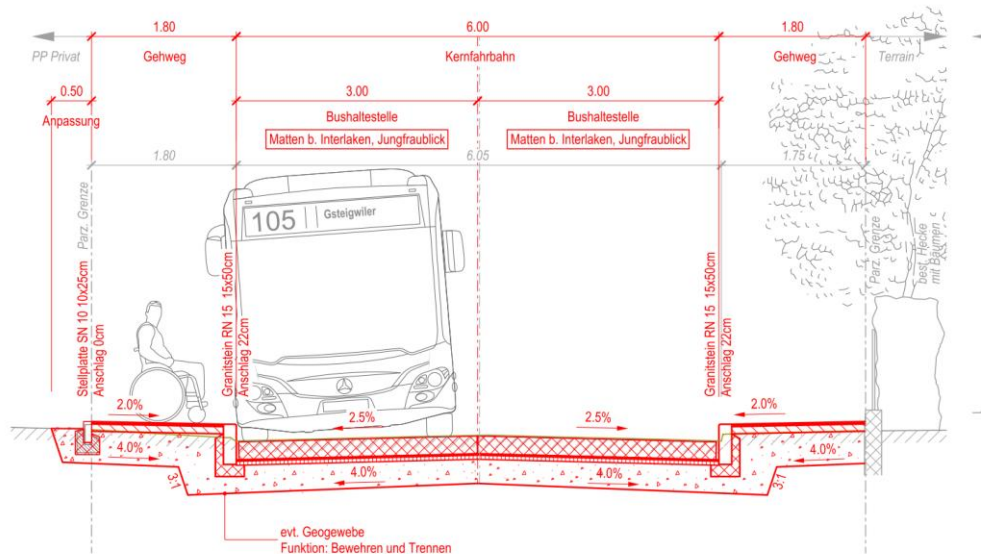 1.80
6.00
1.80
PP Privat
Gehweg
Kernfahrbahn
Gehweg
Terrain
0.50
3.00
3.00
Anpassung
Bushaltestelle
Bushaltestelle
Matten b. Interlaken, Jungfraublick
Matten b. Interlaken, Jungfraublick
1.80
6.05
1.75
Parz. Grenze
Stellplatte SN 10 10x25cm
Anschlag 0cm
Granitstein RN 15 15x50cm
Anschlag 22cm
105
Gsteigwiler
Granitstein RN 15 15x50cm
Anschlag 22cm
Parz. Grenze
best. Hecke
mit Bäumen
2.0%
2.5%
2.5%
2.0%
4.0%
4.0%
4.0%
4.0%
3:1
3:1
evt. Geogewebe
Funktion: Bewehren und Trennen